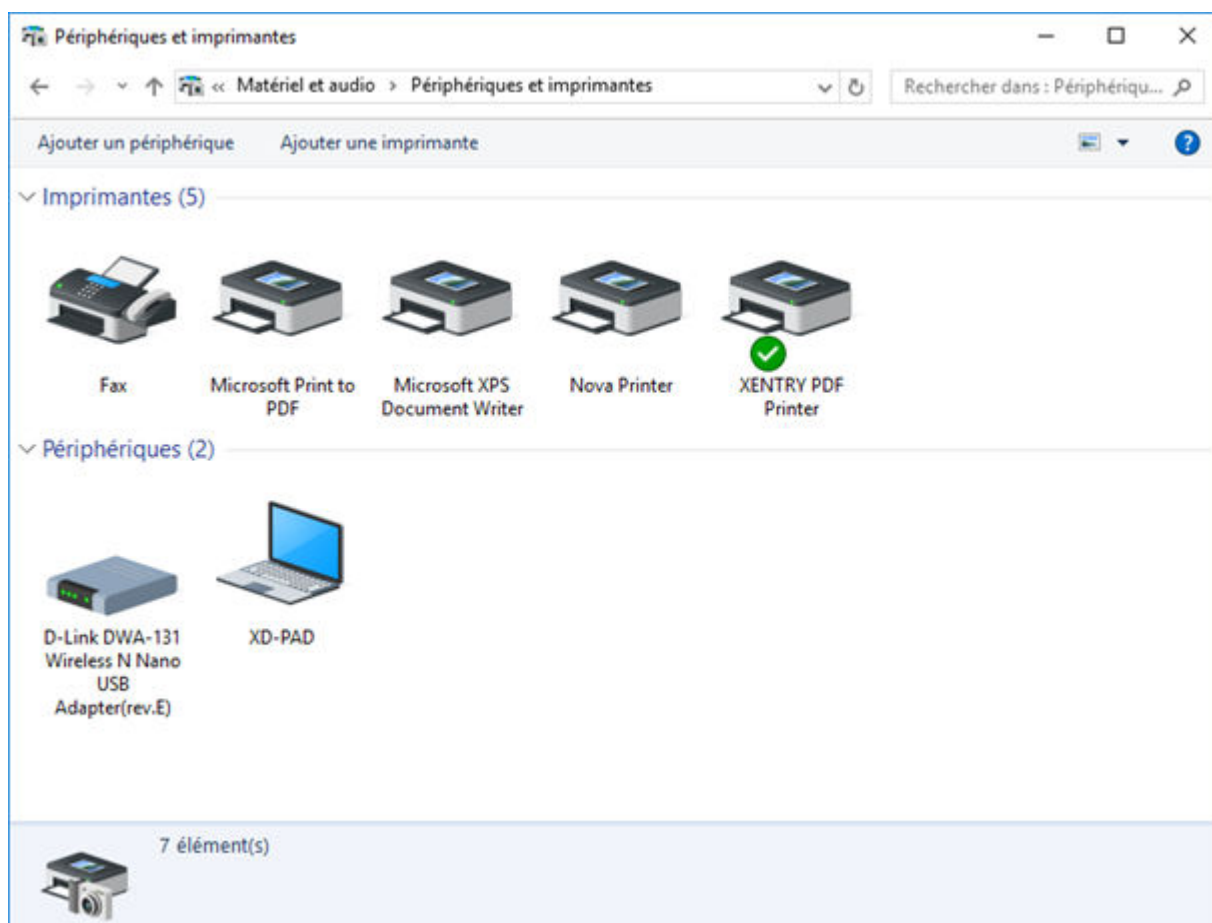 Périphériques et imprimantes
« Matériel et audio > Périphériques et imprimantes
Rechercher dans : Périphériqu...
Ajouter un périphérique Ajouter une imprimante
Imprimantes (5)
Fax
Microsoft Print to
PDF
Microsoft XPS
Document Writer
Nova Printer
XENTRY PDF
Printer
Périphériques (2)
D-Link DWA-131
Wireless N Nano
USB
Adapter(rev.E)
XD-PAD
7 élément(s)